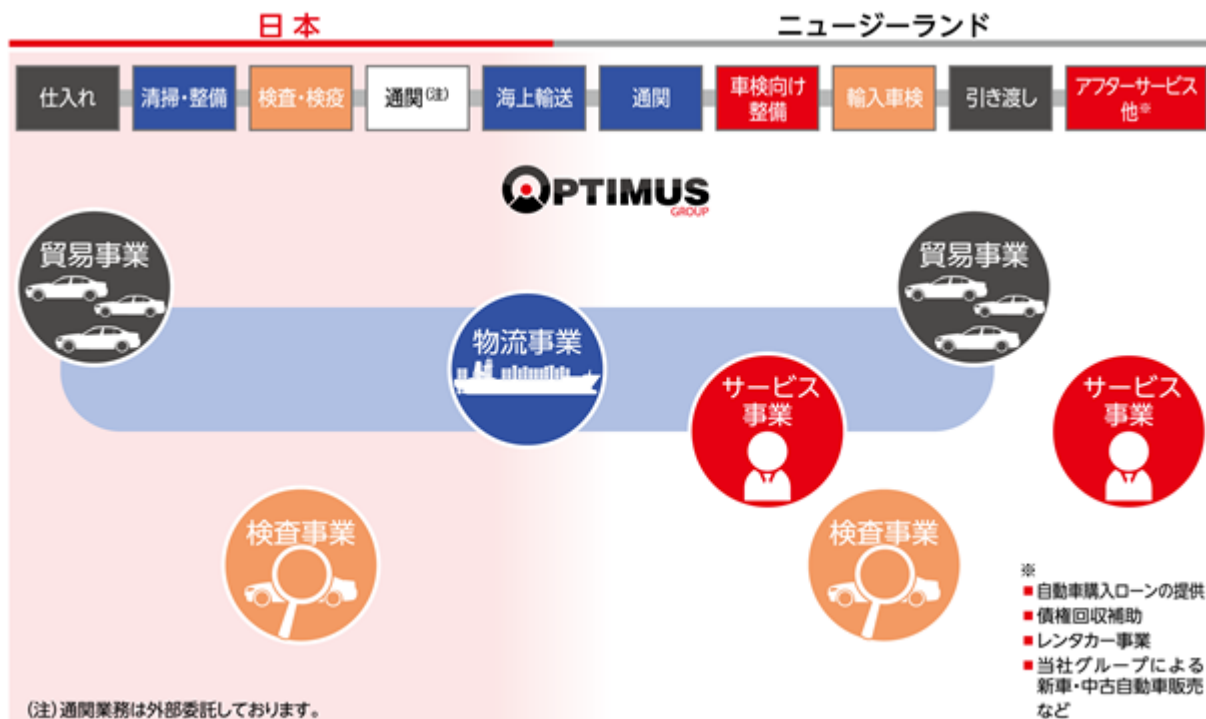 日本
ニュージーランド
仕入れ
清掃・整備
検査・検疫
通関(注)
海上輸送
通関
車検向け
整備
輸入車検
引き渡し
アフターサービス
他※
OPTIMUS
GROUP
貿易事業
貿易事業
物流事業
サービス
事業
サービス
事業
検査事業
検査事業
※
■自動車購入ローンの提供
■債権回収補助
■レンタカー事業
■当社グループによる
新車・中古自動車販売
など
(注)通関業務は外部委託しております。